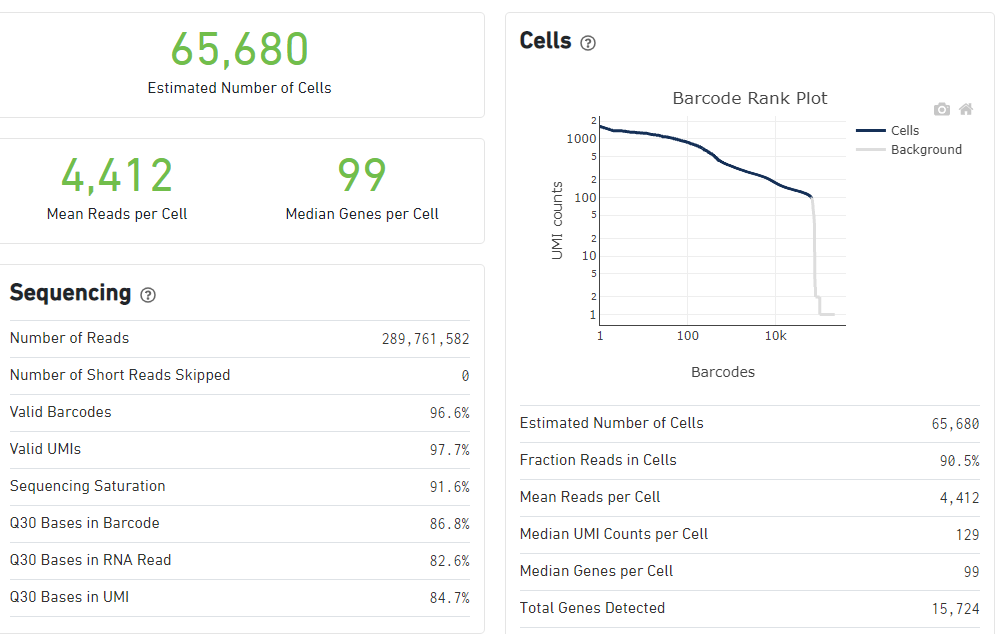 65,680
Estimated Number of Cells
4,412
Mean Reads per Cell
99
Median Genes per Cell
Sequencing ?
Number of Reads 289,761,582
Number of Short Reads Skipped 0
Valid Barcodes 96.6%
Valid UMIs 97.7%
Sequencing Saturation 91.6%
Q30 Bases in Barcode 86.8%
Q30 Bases in RNA Read 82.6%
Q30 Bases in UMI 84.7%
Cells ?
Barcode Rank Plot
Cells
Background
UMI counts
2
1000
5
2
100
5
2
10
5
2
1
1 100 10k
Barcodes
Estimated Number of Cells 65,680
Fraction Reads in Cells 90.5%
Mean Reads per Cell 4,412
Median UMI Counts per Cell 129
Median Genes per Cell 99
Total Genes Detected 15,724